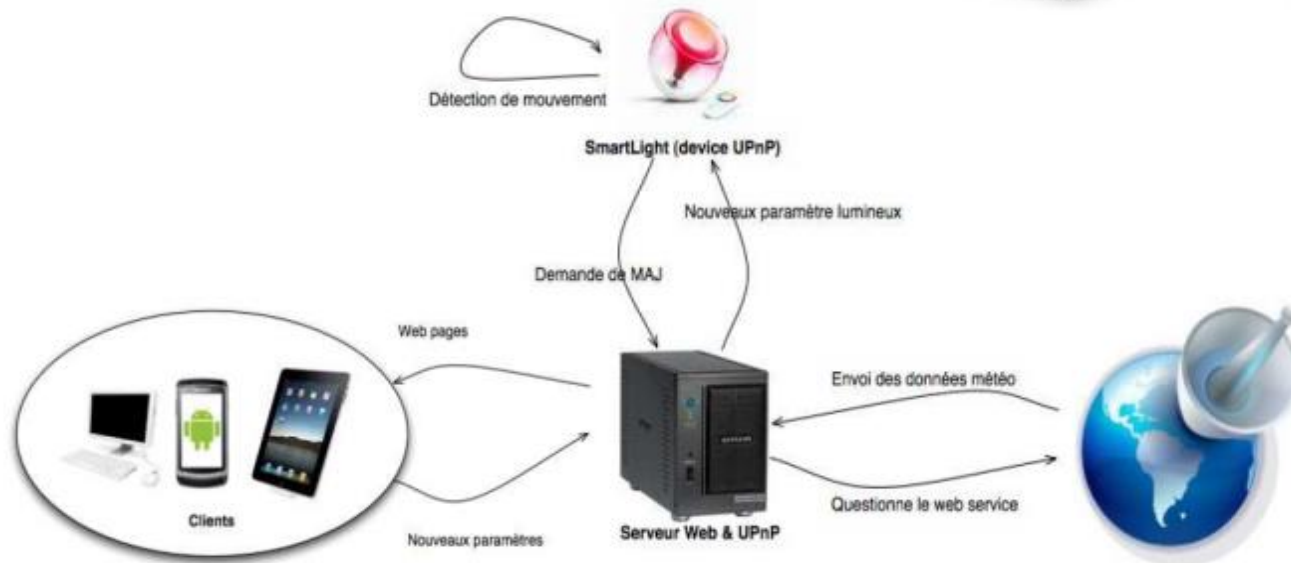 Détection de mouvement
SmartLight (device UPnP)
Nouveaux paramètre lumineux
Demande de MAJ
Web pages
Envoi des données météo
Clients
Questionne le web service
Nouveaux paramètres
Serveur Web & UPnP